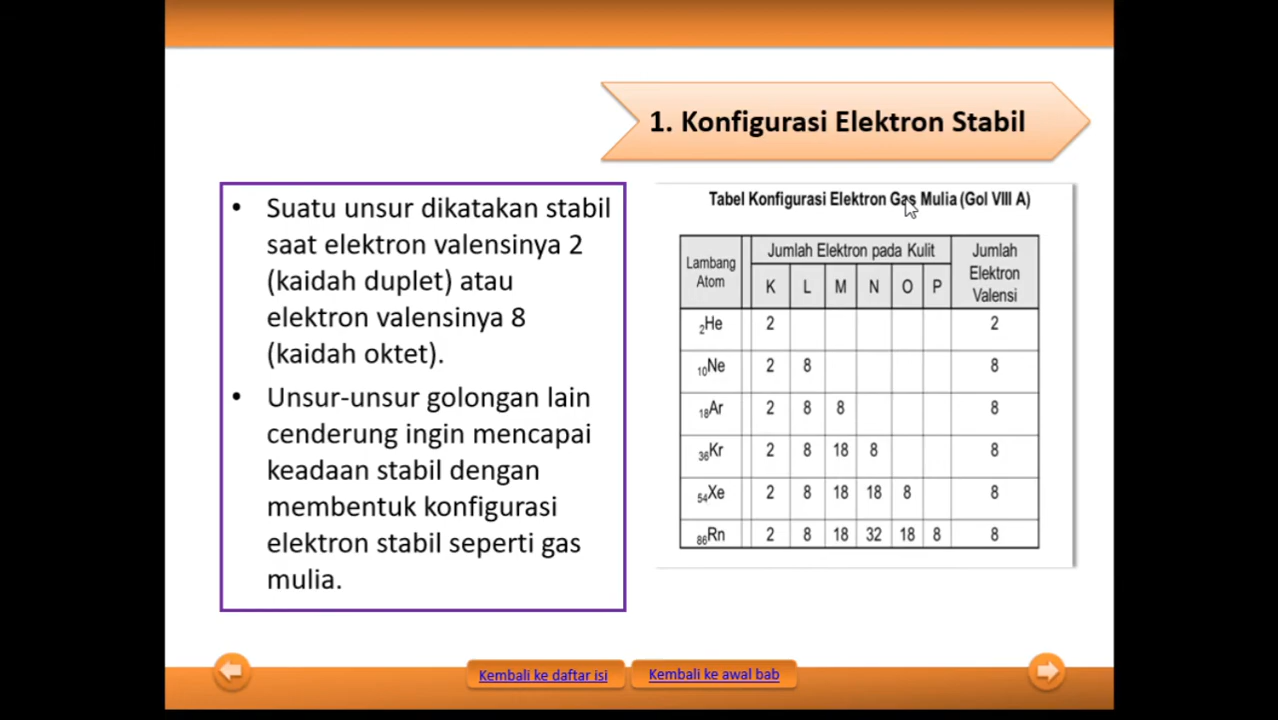 1. Konfigurasi Elektron Stabil
• Suatu unsur dikatakan stabil
saat elektron valensinya 2
(kaidah duplet) atau
elektron valensinya 8
(kaidah oktet).
• Unsur-unsur golongan lain
cenderung ingin mencapai
keadaan stabil dengan
membentuk konfigurasi
elektron stabil seperti gas
mulia.
Tabel Konfigurasi Elektron Gas Mulia (Gol VIII A)
Lambang Atom Jumlah Elektron pada Kulit Jumlah Elektron Valensi
K L M N O P
₂He 2 2
₁₀Ne 2 8 8
₁₈Ar 2 8 8 8
₃₆Kr 2 8 18 8 8
₅₄Xe 2 8 18 18 8 8
₈₆Rn 2 8 18 32 18 8 8
Kembali ke daftar isi
Kembali ke awal bab